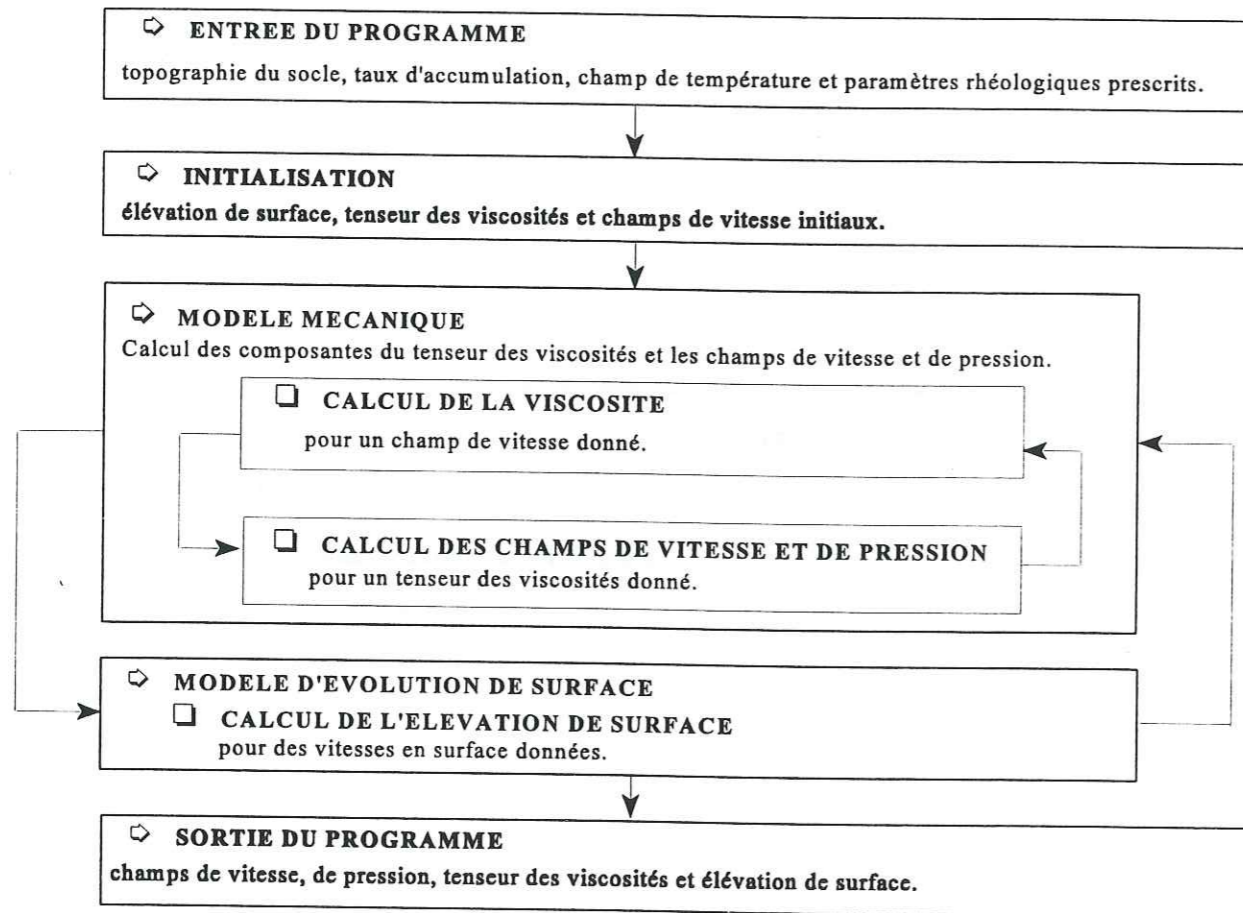 ENTREE DU PROGRAMME
topographie du socle, taux d'accumulation, champ de température et paramètres rhéologiques prescrits.
INITIALISATION
élévation de surface, tenseur des viscosités et champs de vitesse initiaux.
MODELE MECANIQUE
Calcul des composantes du tenseur des viscosités et les champs de vitesse et de pression.
CALCUL DE LA VISCOSITE
pour un champ de vitesse donné.
CALCUL DES CHAMPS DE VITESSE ET DE PRESSION
pour un tenseur des viscosités donné.
MODELE D'EVOLUTION DE SURFACE
CALCUL DE L'ELEVATION DE SURFACE
pour des vitesses en surface données.
SORTIE DU PROGRAMME
champs de vitesse, de pression, tenseur des viscosités et élévation de surface.